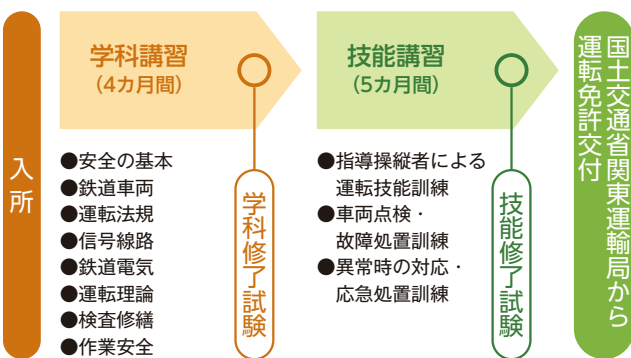 入所
学科講習
（4カ月間）
●安全の基本
●鉄道車両
●運転法規
●信号線路
●鉄道電気
●運転理論
●検査修繕
●作業安全
学科修了試験
技能講習
（5カ月間）
●指導操縦者による
運転技能訓練
●車両点検・
故障処置訓練
●異常時の対応・
応急処置訓練
技能修了試験
国土交通省関東運輸局から
運転免許交付